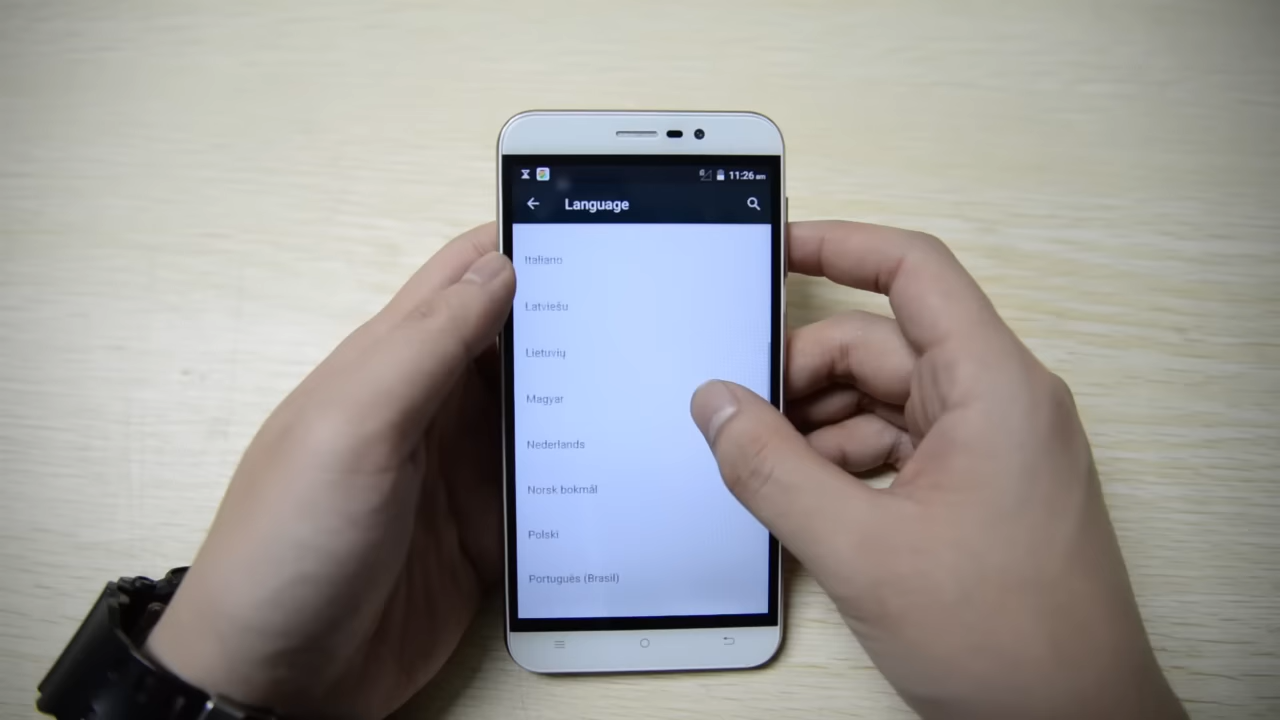 11:26 am
Language
Italiano
Latviešu
Lietuvių
Magyar
Nederlands
Norsk bokmål
Polski
Português (Brasil)